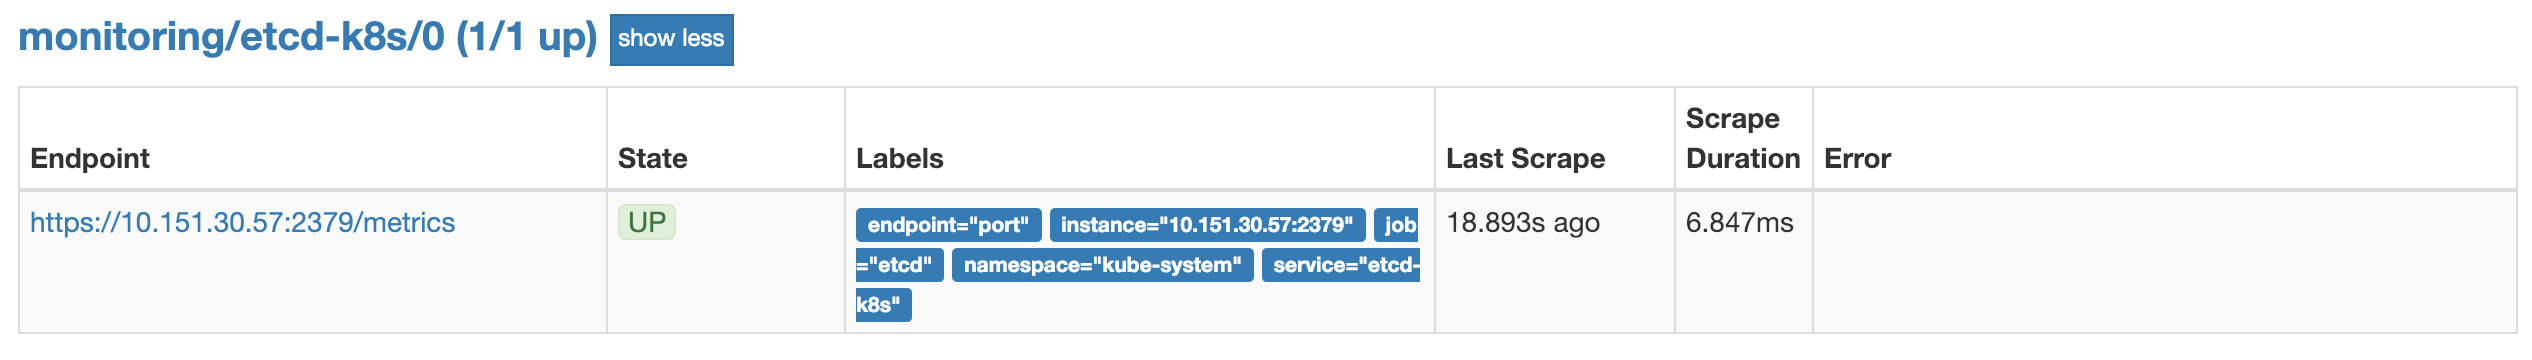 monitoring/etcd-k8s/0 (1/1 up) show less
Endpoint State Labels Last Scrape Scrape Duration Error
https://10.151.30.57:2379/metrics UP endpoint="port" instance="10.151.30.57:2379" job 18.893s ago 6.847ms
="etcd" namespace="kube-system" service="etcd-
k8s"